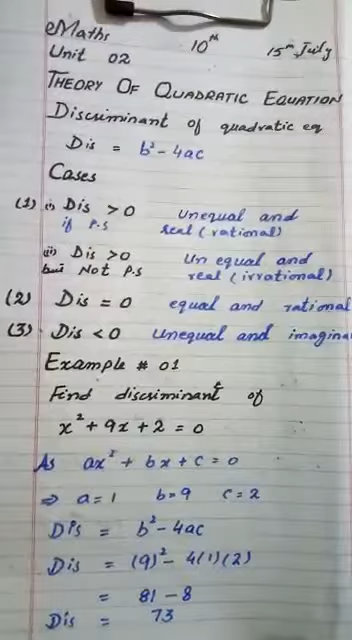 Maths 10th 15th July
Unit 02
THEORY OF QUADRATIC EQUATION
Discriminant of quadratic eq
Dis = b² - 4ac
Cases
(1) i) Dis > 0 Unequal and
if P.S real (rational)
ii) Dis > 0 Un equal and
but Not P.S real (irrational)
(2) Dis = 0 equal and rational
(3) Dis < 0 Unequal and imagina
Example # 01
Find discriminant of
x² + 9x + 2 = 0
As ax² + bx + c = 0
⇒ a = 1 b = 9 c = 2
Dis = b² - 4ac
Dis = (9)² - 4(1)(2)
= 81 - 8
Dis = 73